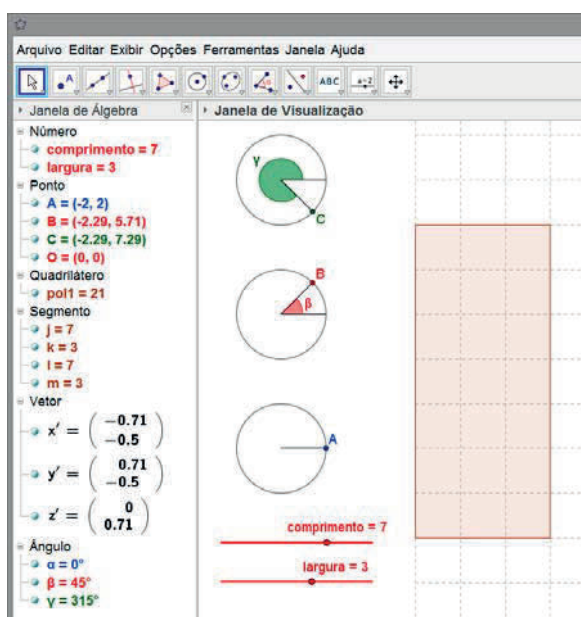 Arquivo Editar Exibir Opções Ferramentas Janela Ajuda
A ABC a=2
Janela de Álgebra
Número
comprimento = 7
largura = 3
Ponto
A = (-2, 2)
B = (-2.29, 5.71)
C = (-2.29, 7.29)
O = (0, 0)
Quadrilátero
pol1 = 21
Segmento
j = 7
k = 3
l = 7
m = 3
Vetor
x' = ( −0.71
−0.5 )
y' = ( 0.71
−0.5 )
z' = ( 0
0.71 )
Ângulo
α = 0°
β = 45°
γ = 315°
Janela de Visualização
γ
C
B
β
A
comprimento = 7
largura = 3